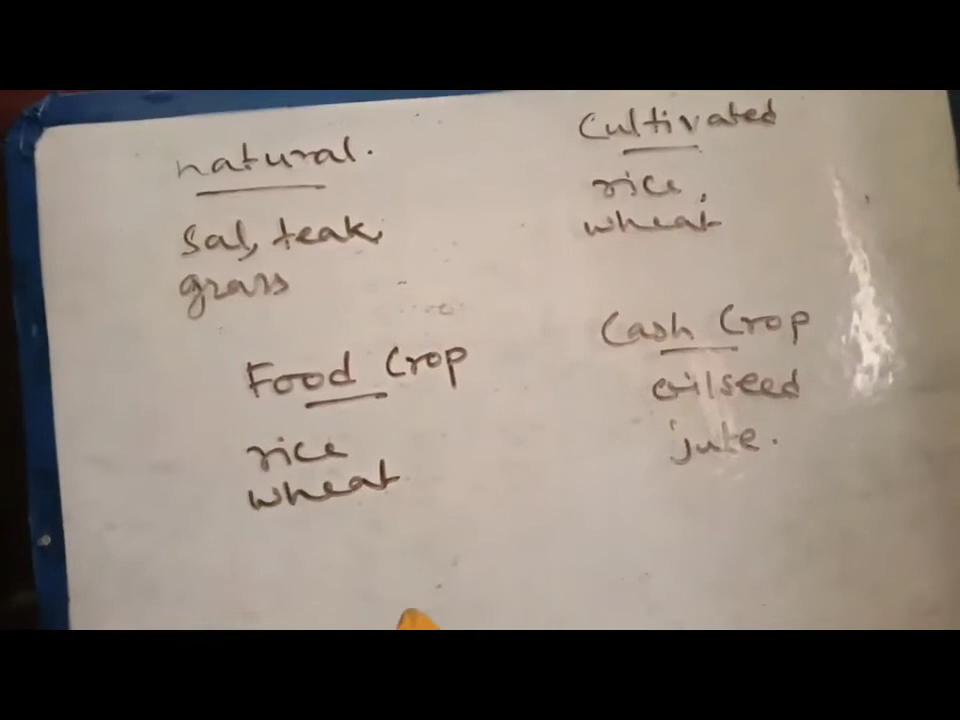 natural.
Sal, teak,
grass
Cultivated
rice,
wheat
Food Crop
rice
wheat
Cash Crop
oilseed
jute.